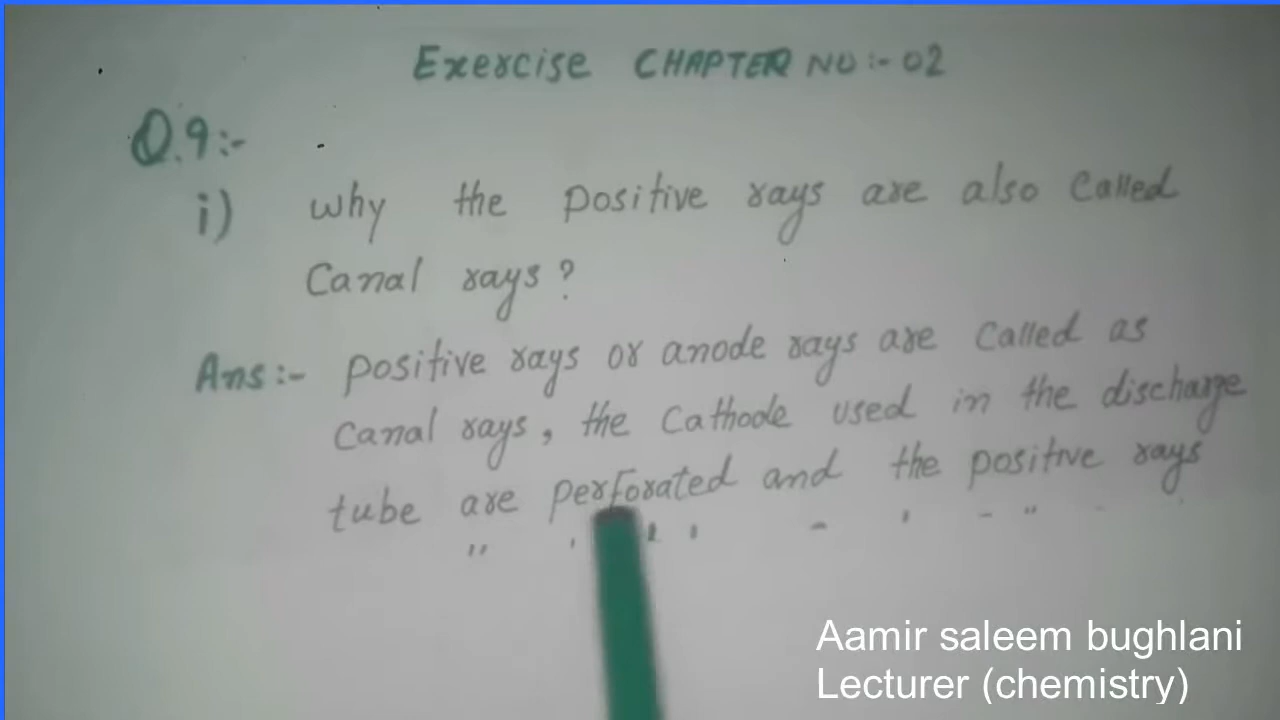 Exercise CHAPTER NO:-02
Q.9:-
i) why the positive rays are also called
Canal rays?
Ans:- positive rays or anode rays are called as
canal rays, the cathode used in the discharge
tube are perforated and the positive rays
Aamir saleem bughlani
Lecturer (chemistry)